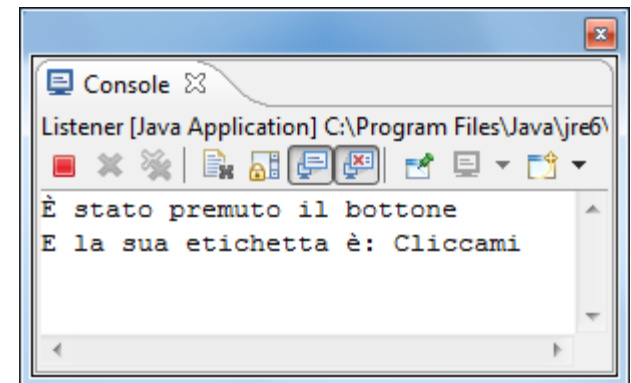 Console
Listener [Java Application] C:\Program Files\Java\jre6\
È stato premuto il bottone
E la sua etichetta è: Cliccami